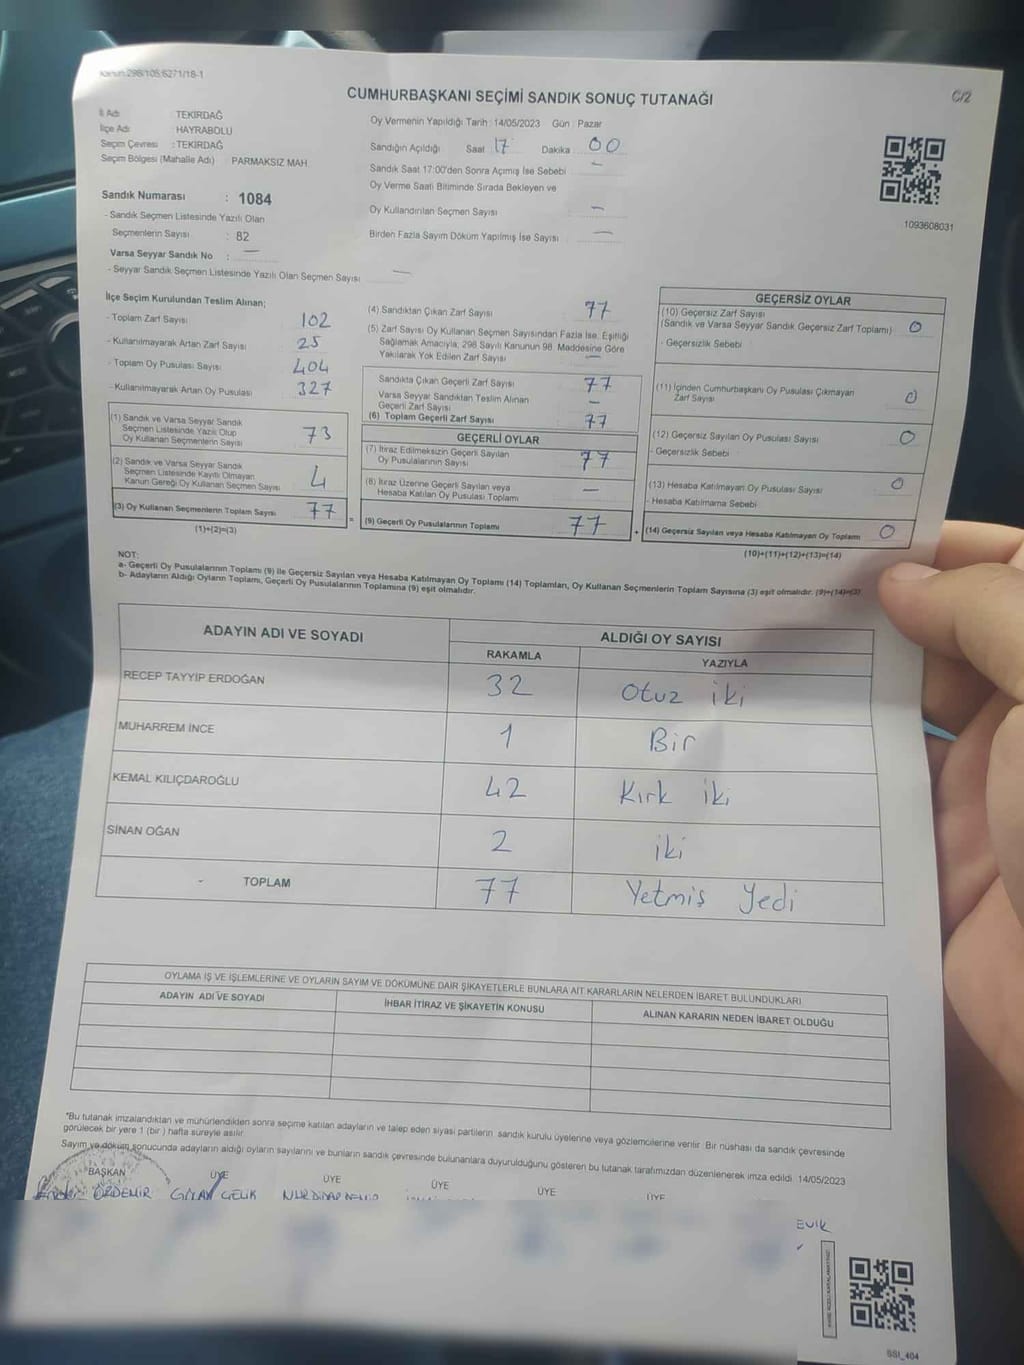 Kanun:298/105;6271/18-1
C/2
CUMHURBAŞKANI SEÇİMİ SANDIK SONUÇ TUTANAĞI
İl Adı : TEKİRDAĞ
İlçe Adı : HAYRABOLU
Seçim Çevresi : TEKİRDAĞ
Seçim Bölgesi (Mahalle Adı) : PARMAKSIZ MAH
Sandık Numarası : 1084
- Sandık Seçmen Listesinde Yazılı Olan
Seçmenlerin Sayısı : 82
Varsa Seyyar Sandık No : —
- Seyyar Sandık Seçmen Listesinde Yazılı Olan Seçmen Sayısı —
Oy Vermenin Yapıldığı Tarih : 14/05/2023 Gün : Pazar
Sandığın Açıldığı Saat 17 Dakika 00
Sandık Saat 17:00'den Sonra Açımış İse Sebebi —
Oy Verme Saati Bitiminde Sırada Bekleyen ve
Oy Kullandırılan Seçmen Sayısı : —
Birden Fazla Sayım Döküm Yapılmış İse Sayısı : —
1093608031
İlçe Seçim Kurulundan Teslim Alınan;
- Toplam Zarf Sayısı 102
- Kullanılmayarak Artan Zarf Sayısı 25
- Toplam Oy Pusulası Sayısı 404
- Kullanılmayarak Artan Oy Pusulası 327
(1) Sandık ve Varsa Seyyar Sandık
Seçmen Listesinde Yazılı Olup
Oy Kullanan Seçmenlerin Sayısı 73
(2) Sandık ve Varsa Seyyar Sandık
Seçmen Listesinde Kayıtlı Olmayan
Kanun Gereği Oy Kullanan Seçmen Sayısı 4
(3) Oy Kullanan Seçmenlerin Toplam Sayısı 77
(1)+(2)=(3)
=
(4) Sandıktan Çıkan Zarf Sayısı 77
(5) Zarf Sayısı Oy Kullanan Seçmen Sayısından Fazla İse, Eşitliği
Sağlamak Amacıyla; 298 Sayılı Kanunun 98. Maddesine Göre
Yakılarak Yok Edilen Zarf Sayısı —
Sandıkta Çıkan Geçerli Zarf Sayısı 77
Varsa Seyyar Sandıktan Teslim Alınan
Geçerli Zarf Sayısı —
(6) Toplam Geçerli Zarf Sayısı 77
GEÇERLİ OYLAR
(7) İtiraz Edilmeksizin Geçerli Sayılan
Oy Pusulalarının Sayısı 77
(8) İtiraz Üzerine Geçerli Sayılan veya
Hesaba Katılan Oy Pusulası Toplamı —
(9) Geçerli Oy Pusulalarının Toplamı 77
+
GEÇERSİZ OYLAR
(10) Geçersiz Zarf Sayısı
(Sandık ve Varsa Seyyar Sandık Geçersiz Zarf Toplamı) 0
- Geçersizlik Sebebi
(11) İçinden Cumhurbaşkanı Oy Pusulası Çıkmayan
Zarf Sayısı 0
(12) Geçersiz Sayılan Oy Pusulası Sayısı 0
- Geçersizlik Sebebi
(13) Hesaba Katılmayan Oy Pusulası Sayısı 0
- Hesaba Katılmama Sebebi
(14) Geçersiz Sayılan veya Hesaba Katılmayan Oy Toplamı 0
(10)+(11)+(12)+(13)=(14)
NOT:
a- Geçerli Oy Pusulalarının Toplamı (9) ile Geçersiz Sayılan veya Hesaba Katılmayan Oy Toplamı (14) Toplamları, Oy Kullanan Seçmenlerin Toplam Sayısına (3) eşit olmalıdır. (9)+(14)=(3)
b- Adayların Aldığı Oyların Toplamı, Geçerli Oy Pusulalarının Toplamına (9) eşit olmalıdır.
ADAYIN ADI VE SOYADI ALDIĞI OY SAYISI
RAKAMLA YAZIYLA
RECEP TAYYİP ERDOĞAN 32 Otuz iki
MUHARREM İNCE 1 Bir
KEMAL KILIÇDAROĞLU 42 Kırk iki
SİNAN OĞAN 2 iki
- TOPLAM 77 Yetmiş Yedi
OYLAMA İŞ VE İŞLEMLERİNE VE OYLARIN SAYIM VE DÖKÜMÜNE DAİR ŞİKAYETLERLE BUNLARA AİT KARARLARIN NELERDEN İBARET BULUNDUKLARI
ADAYIN ADI VE SOYADI İHBAR İTİRAZ VE ŞİKAYETİN KONUSU ALINAN KARARIN NEDEN İBARET OLDUĞU
*Bu tutanak imzalandıktan ve mühürlendikten sonra seçime katılan adayların ve talep eden siyasi partilerin sandık kurulu üyelerine veya gözlemcilerine verilir. Bir nüshası da sandık çevresinde
görülecek bir yere 1 (bir) hafta süreyle asılır.
Sayım ve döküm sonucunda adayların aldığı oyların sayılarını ve bunların sandık çevresinde bulunanlara duyurulduğunu gösteren bu tutanak tarafımızdan düzenlenerek imza edildi. 14/05/2023
BAŞKAN ÜYE ÜYE ÜYE ÜYE ÜYE
ÖZDEMİR ÇELİK
EVİK
SSI_404